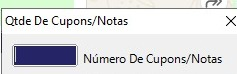 Qtde De Cupons/Notas
Número De Cupons/Notas